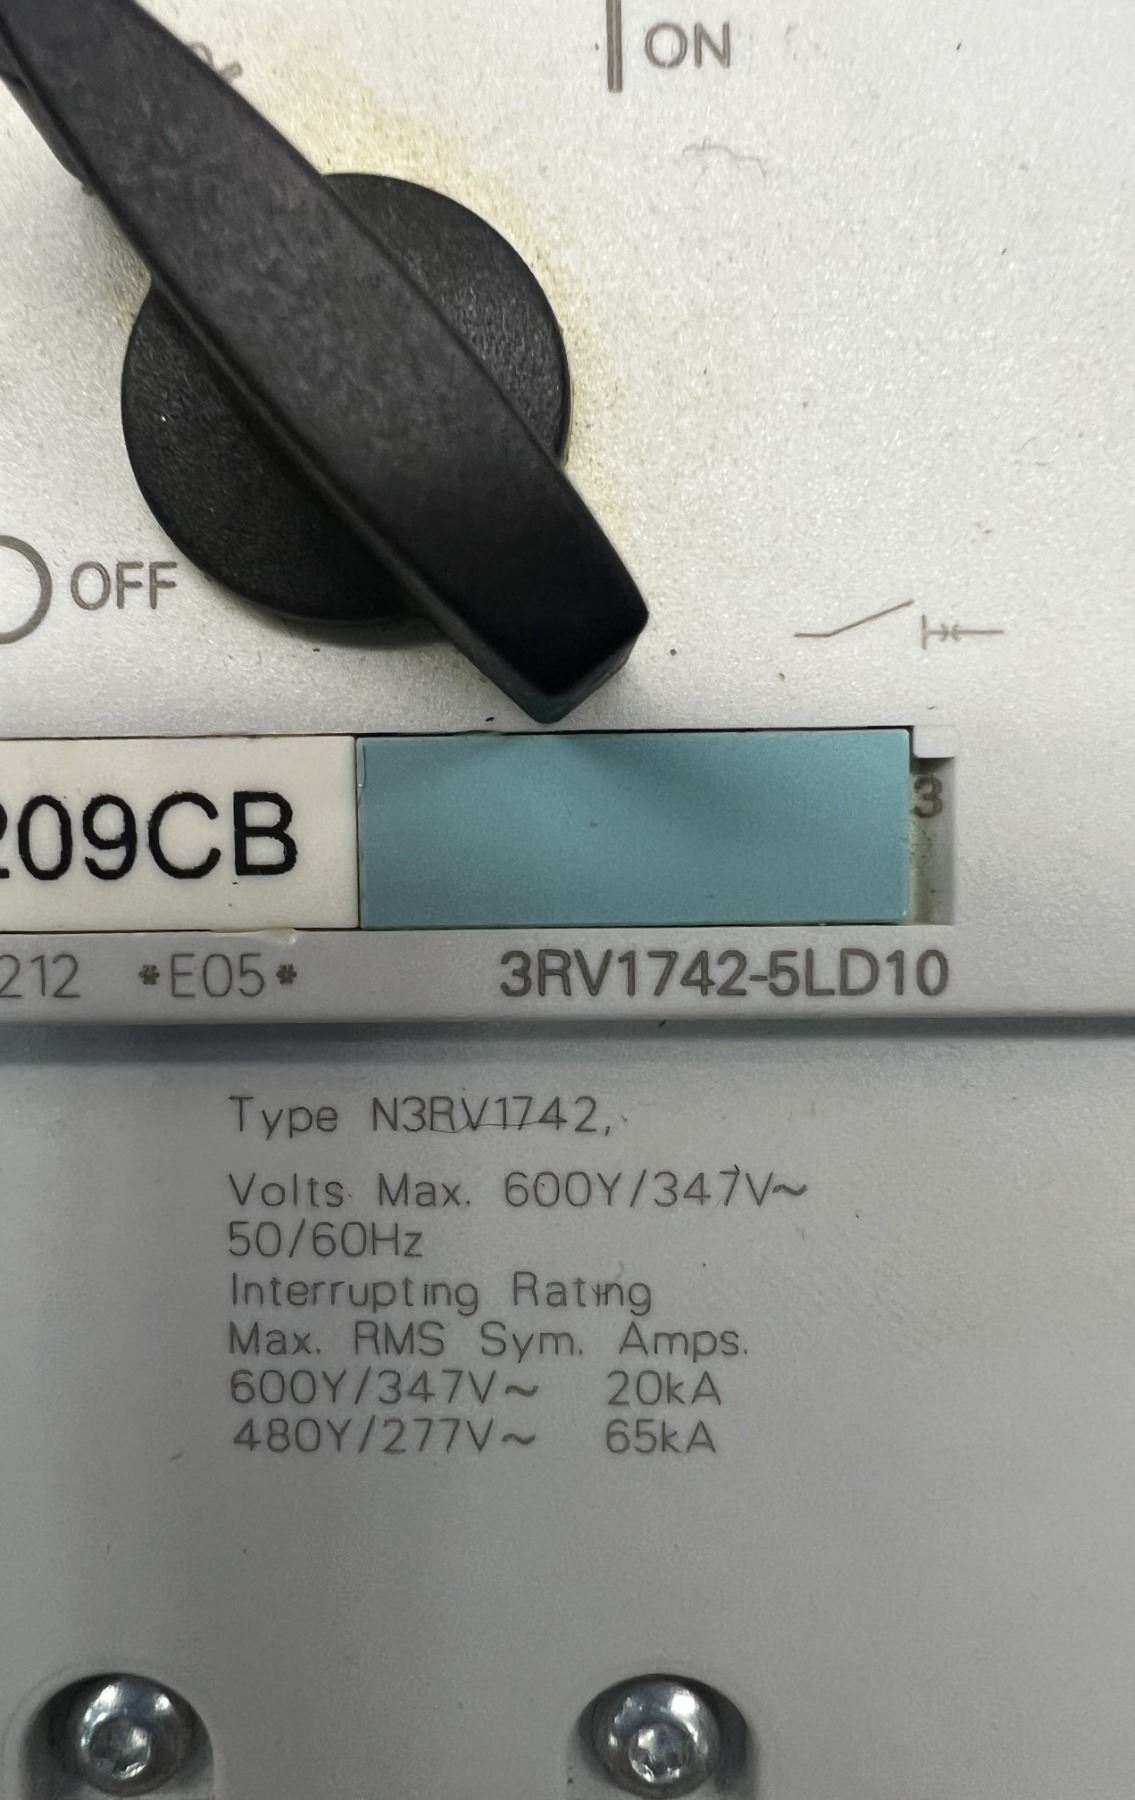 ON
OFF
209CB
3
212 *E05* 3RV1742-5LD10
Type N3RV1742,
Volts Max. 600Y/347V~
50/60Hz
Interrupting Rating
Max. RMS Sym. Amps.
600Y/347V~ 20kA
480Y/277V~ 65kA